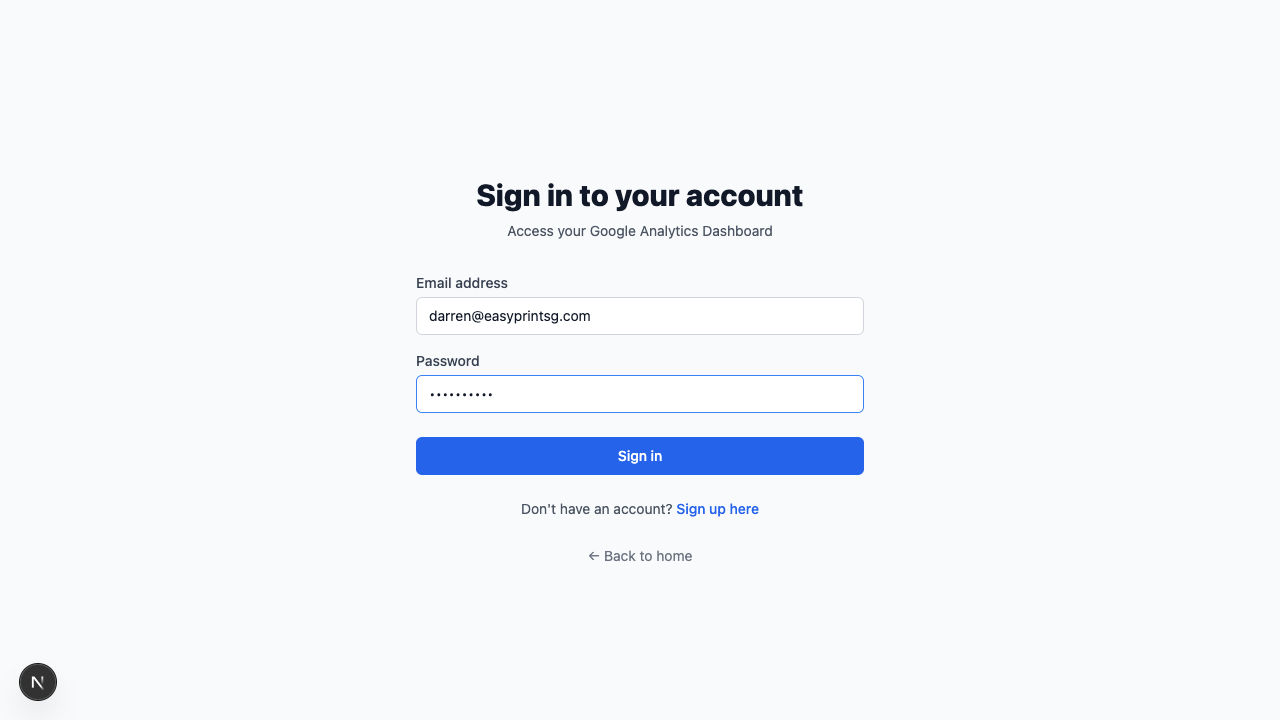 Sign in to your account
Access your Google Analytics Dashboard
Email address
darren@easyprintsg.com
Password
••••••••••
Sign in
Don't have an account? Sign up here
← Back to home
N